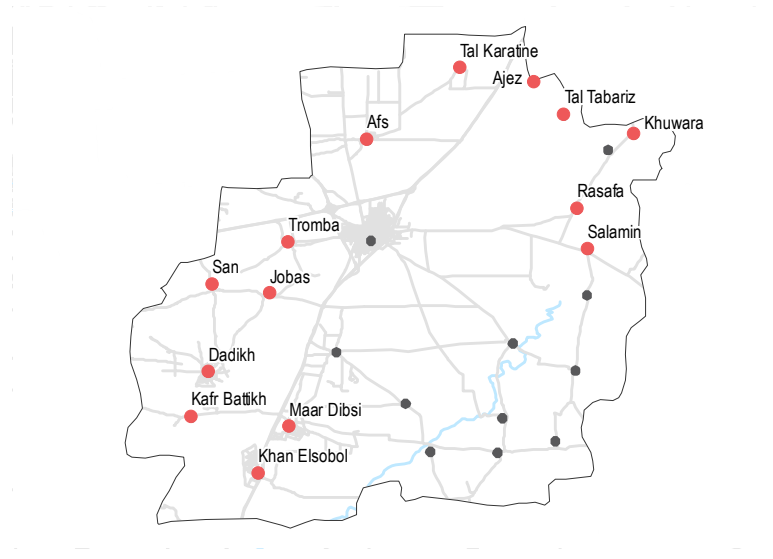 Tal Karatine
Ajez
Tal Tabariz
Afs
Khuwara
Rasafa
Tromba
Salamin
San
Jobas
Dadikh
Kafr Battikh
Maar Dibsi
Khan Elsobol